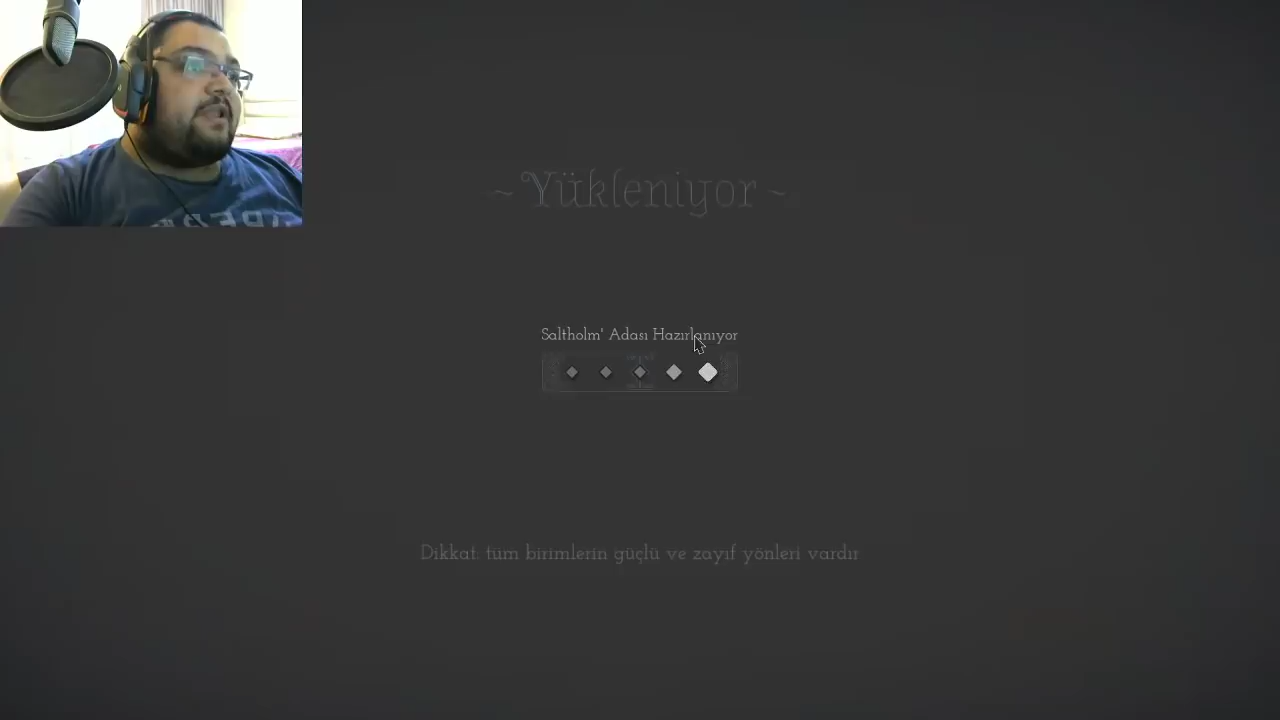 ~ Yükleniyor ~
Saltholm' Adası Hazırlanıyor
Dikkat: tüm birimlerin güçlü ve zayıf yönleri vardır